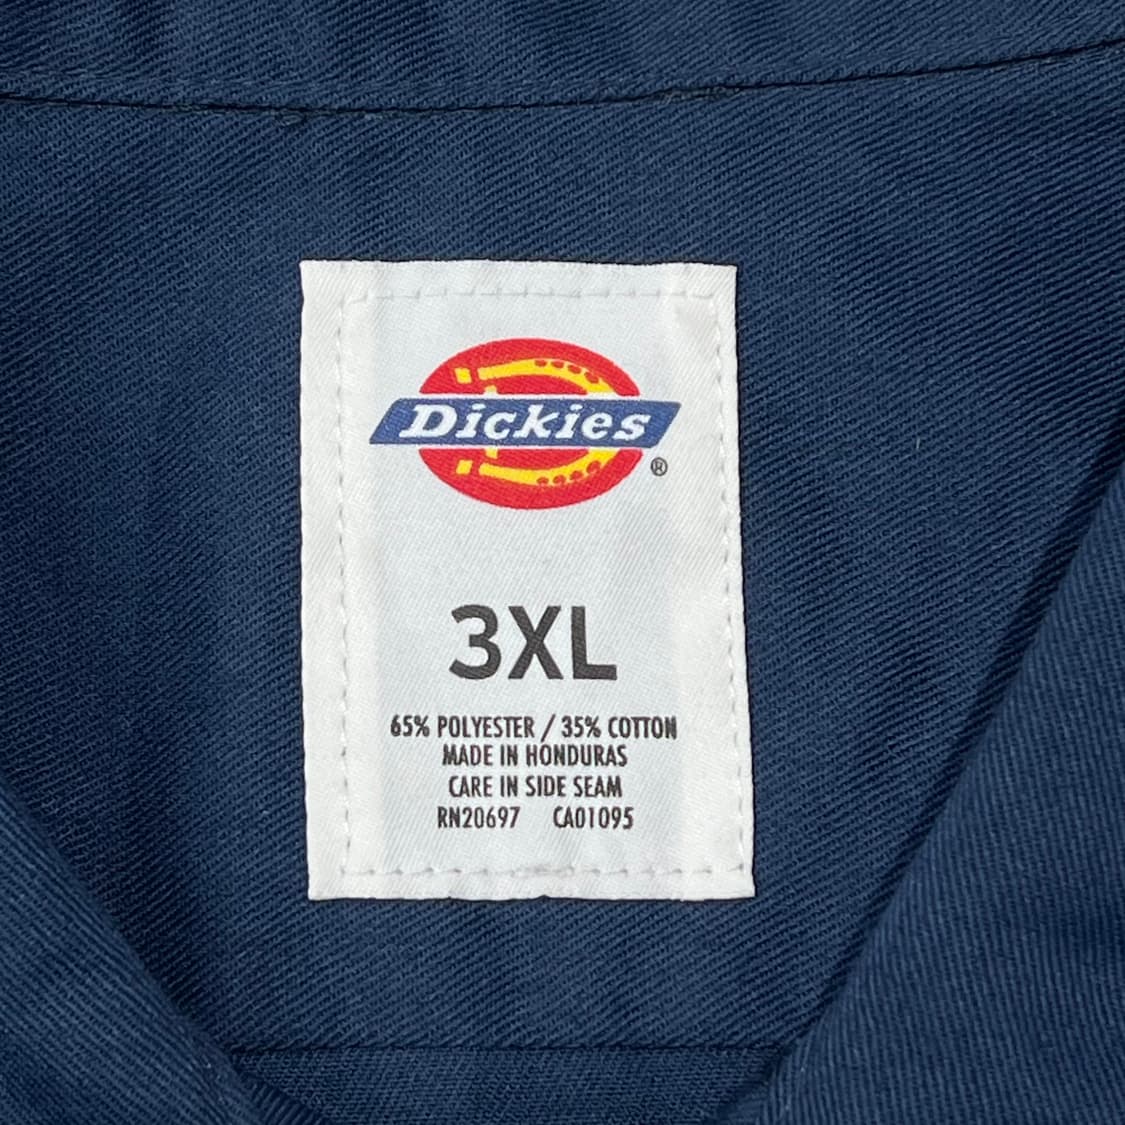 Dickies
®
3XL
65% POLYESTER / 35% COTTON
MADE IN HONDURAS
CARE IN SIDE SEAM
RN20697 CA01095